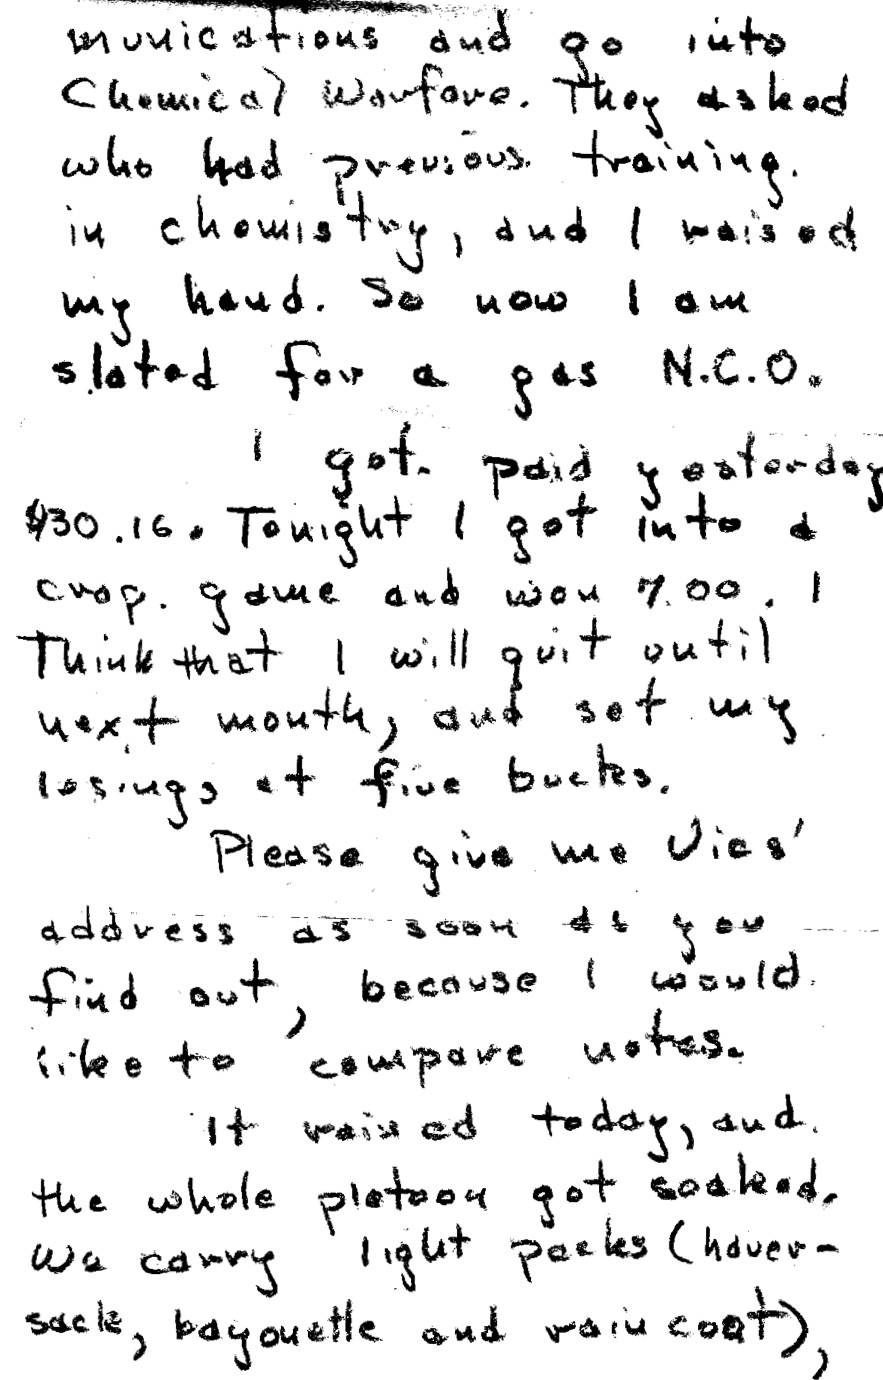 munications and go into
Chemical Warfare. They asked
who had previous training
in chemistry, and I raised
my hand. So now I am
slated for a gas N.C.O.
I got paid yesterday
$30.16. Tonight I got into a
crap game and won 7.00. I
Think that I will quit until
next month, and set my
losings at five bucks.
Please give me Vics'
address as soon as you
find out, because I would
like to compare notes.
It rained today, and
the whole platoon got soaked.
We carry light packs (haver-
sack, bayonette and raincoat),